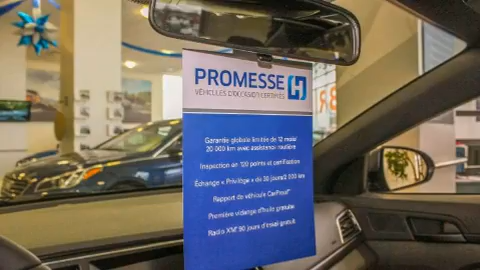 PROMESSE H
VÉHICULES D'OCCASION CERTIFIÉS
Garantie globale limitée de 12 mois/
20 000 km avec assistance routière
Inspection en 120 points et certification
Échange « Privilège » de 30 jours/2 000 km
Rapport de véhicule CarProof
Première vidange d'huile gratuite
Radio XM 90 jours d'essai gratuit